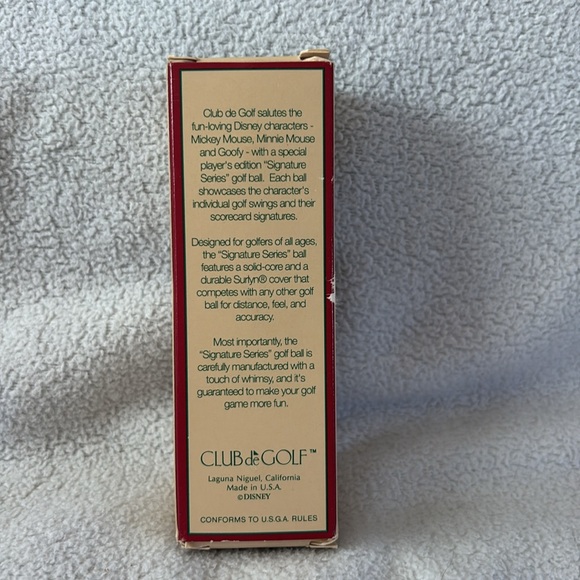 Club de Golf salutes the
fun-loving Disney characters -
Mickey Mouse, Minnie Mouse
and Goofy - with a special
player's edition "Signature
Series" golf ball. Each ball
showcases the character's
individual golf swings and their
scorecard signatures.
Designed for golfers of all ages,
the "Signature Series" ball
features a solid-core and a
durable Surlyn® cover that
competes with any other golf
ball for distance, feel, and
accuracy.
Most importantly, the
"Signature Series" golf ball is
carefully manufactured with a
touch of whimsy, and it's
guaranteed to make your golf
game more fun.
CLUB de GOLF™
Laguna Niguel, California
Made in U.S.A.
©DISNEY
CONFORMS TO U.S.G.A. RULES